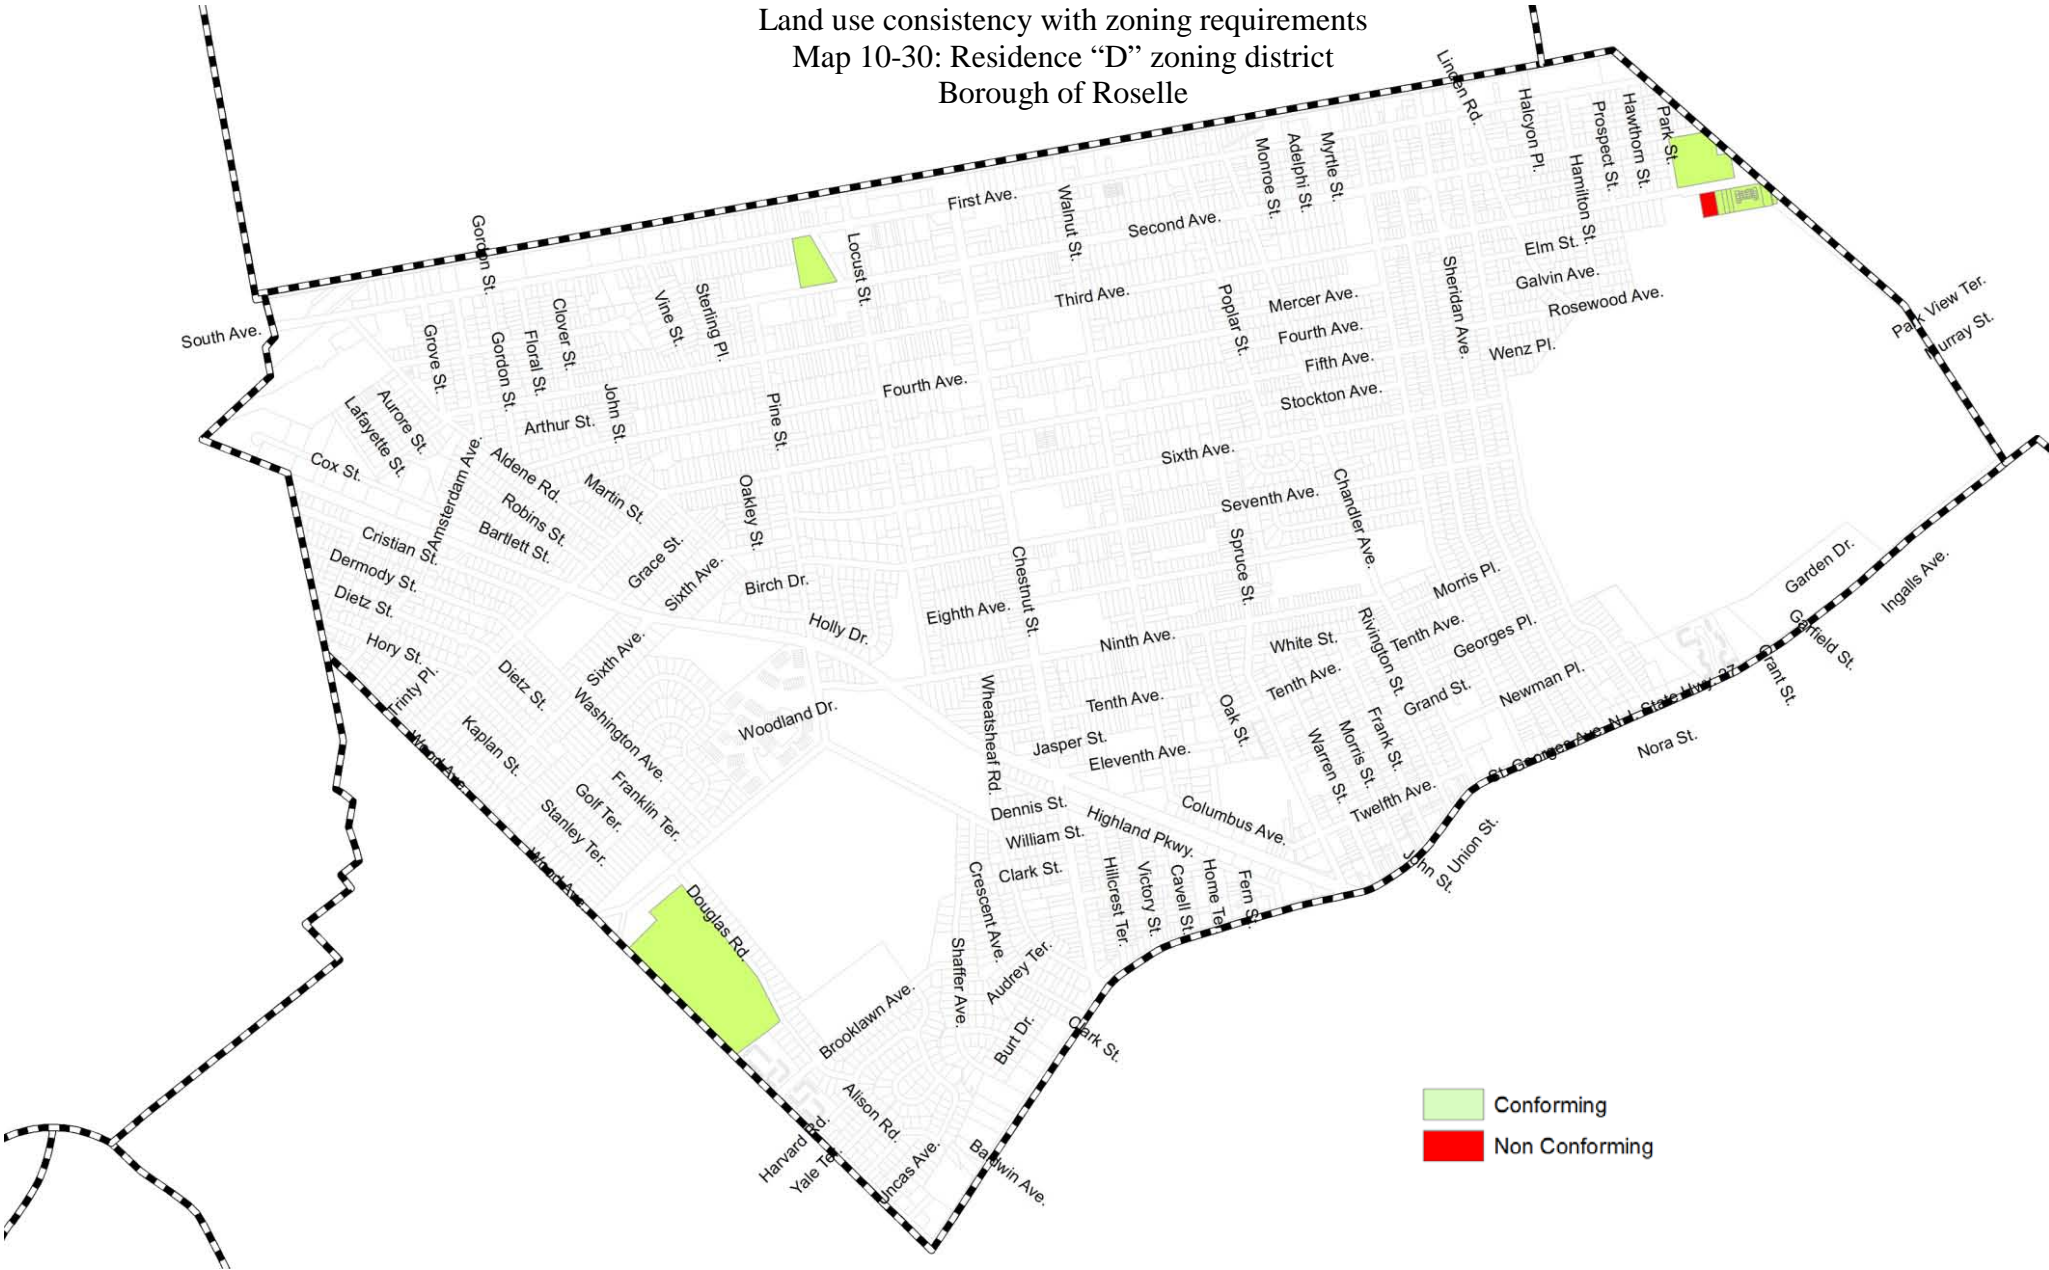 Land use consistency with zoning requirements
Map 10-30: Residence “D” zoning district
Borough of Roselle
Linden Rd.
Halcyon Pl.
Prospect St.
Hawthorn St.
Park St.
Hamilton St.
Monroe St.
Adelphi St.
Myrtle St.
First Ave.
Walnut St.
Second Ave.
Gordon St.
Locust St.
Elm St.
Galvin Ave.
Rosewood Ave.
Sheridan Ave.
Park View Ter.
Murray St.
South Ave.
Grove St.
Gordon St.
Floral St.
Clover St.
Vine St.
Sterling Pl.
Third Ave.
Poplar St.
Mercer Ave.
Fourth Ave.
Fifth Ave.
Stockton Ave.
Wenz Pl.
Fourth Ave.
Aurore St.
Lafayette St.
Arthur St.
John St.
Pine St.
Cox St.
Amsterdam Ave.
Aldene Rd.
Robins St.
Bartlett St.
Martin St.
Oakley St.
Sixth Ave.
Seventh Ave.
Chandler Ave.
Cristian St.
Dermody St.
Dietz St.
Grace St.
Sixth Ave.
Birch Dr.
Holly Dr.
Eighth Ave.
Chestnut St.
Spruce St.
Morris Pl.
Garden Dr.
Ingalls Ave.
Garfield St.
Grant St.
Hory St.
Trinty Pl.
Dietz St.
Sixth Ave.
Washington Ave.
Woodland Dr.
Ninth Ave.
White St.
Rivington St.
Tenth Ave.
Georges Pl.
Tenth Ave.
Tenth Ave.
Grand St.
Newman Pl.
Wheatsheaf Rd.
Jasper St.
Eleventh Ave.
Oak St.
Warren St.
Morris St.
Frank St.
St. Georges Ave. N.J. State Hwy. 27
Nora St.
Wood Ave.
Kaplan St.
Golf Ter.
Franklin Ter.
Stanley Ter.
Wood Ave.
Dennis St.
William St.
Clark St.
Highland Pkwy.
Columbus Ave.
Twelfth Ave.
John St.
Union St.
Douglas Rd.
Crescent Ave.
Hillcrest Ter.
Victory St.
Cavell St.
Home Ter.
Fern St.
Shaffer Ave.
Audrey Ter.
Brooklawn Ave.
Burt Dr.
Clark St.
Alison Rd.
Harvard Rd.
Yale Ter.
Uncas Ave.
Baldwin Ave.
Conforming
Non Conforming